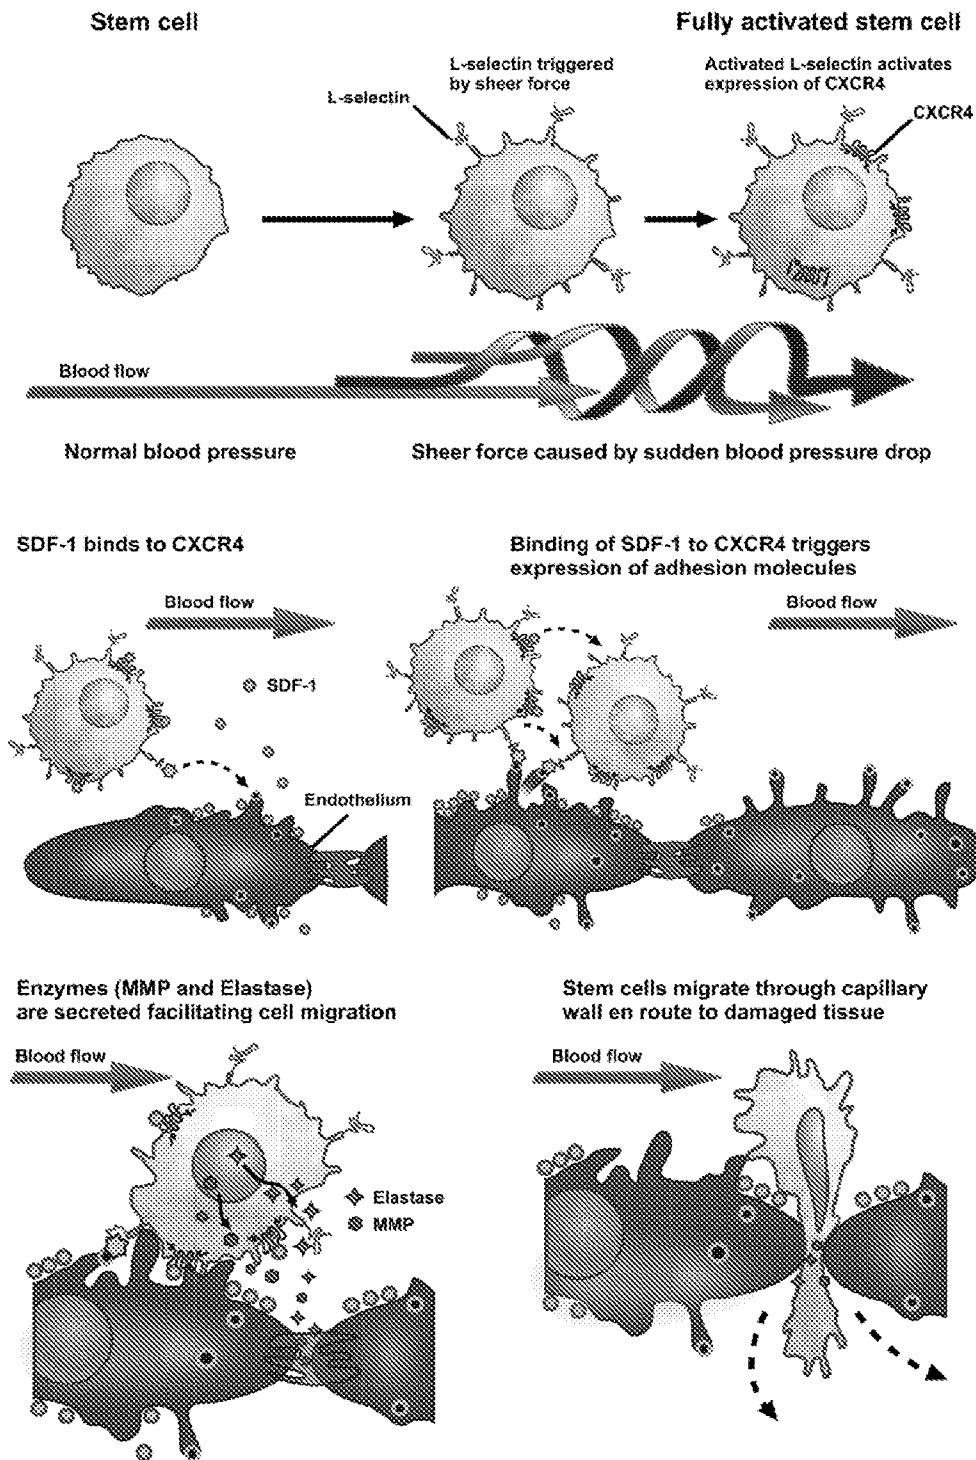 Stem cell
Fully activated stem cell
L-selectin triggered
by sheer force
Activated L-selectin activates
expression of CXCR4
L-selectin
CXCR4
Blood flow
Normal blood pressure
Sheer force caused by sudden blood pressure drop
SDF-1 binds to CXCR4
Binding of SDF-1 to CXCR4 triggers
expression of adhesion molecules
Blood flow
Blood flow
SDF-1
Endothelium
Enzymes (MMP and Elastase)
are secreted facilitating cell migration
Stem cells migrate through capillary
wall en route to damaged tissue
Blood flow
Blood flow
Elastase
MMP